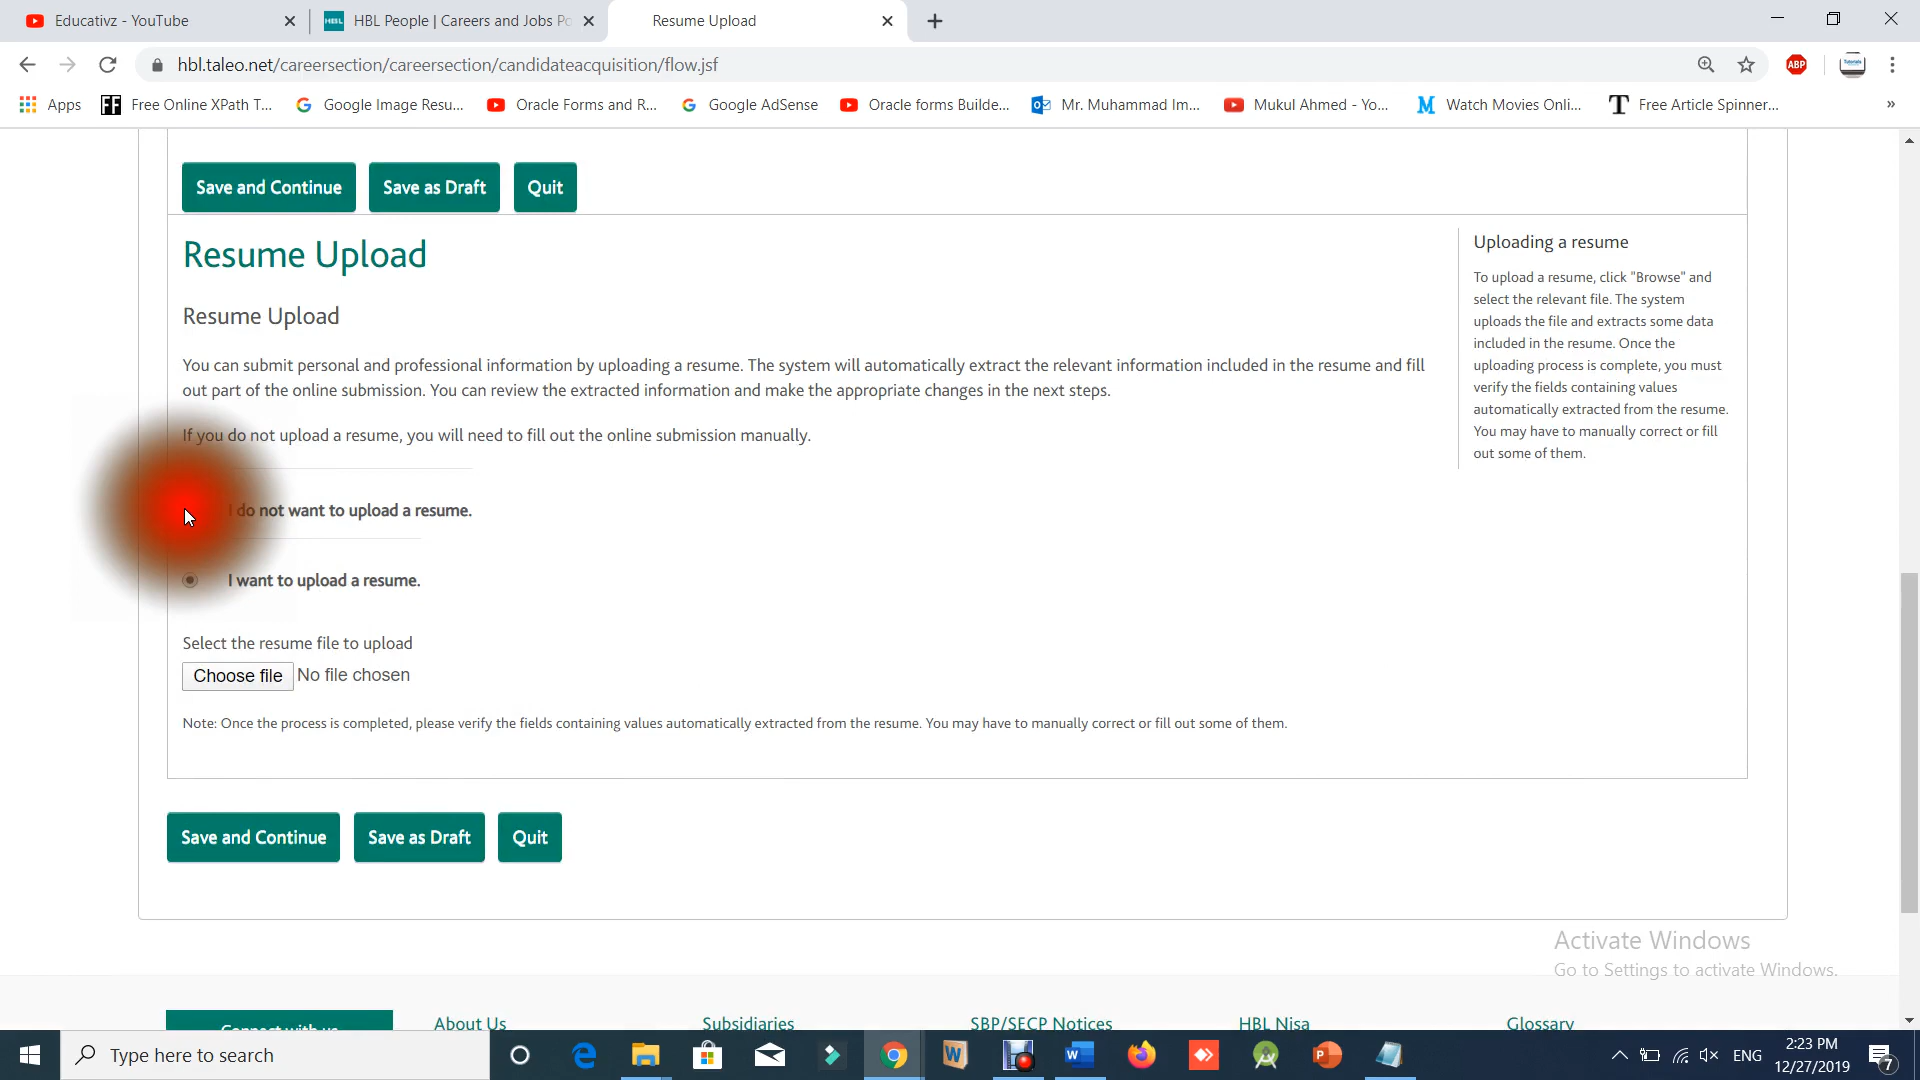 Educativz - YouTube
HBL People | Careers and Jobs Po
Resume Upload
hbl.taleo.net/careersection/careersection/candidateacquisition/flow.jsf
ABP
Apps
Free Online XPath T...
Google Image Resu...
Oracle Forms and R...
Google AdSense
Oracle forms Builde...
Mr. Muhammad Im...
Mukul Ahmed - Yo...
Watch Movies Onli...
Free Article Spinner...
Save and Continue
Save as Draft
Quit
Resume Upload
Resume Upload
You can submit personal and professional information by uploading a resume. The system will automatically extract the relevant information included in the resume and fill
out part of the online submission. You can review the extracted information and make the appropriate changes in the next steps.
If you do not upload a resume, you will need to fill out the online submission manually.
I do not want to upload a resume.
I want to upload a resume.
Select the resume file to upload
Choose file No file chosen
Note: Once the process is completed, please verify the fields containing values automatically extracted from the resume. You may have to manually correct or fill out some of them.
Uploading a resume
To upload a resume, click "Browse" and
select the relevant file. The system
uploads the file and extracts some data
included in the resume. Once the
uploading process is complete, you must
verify the fields containing values
automatically extracted from the resume.
You may have to manually correct or fill
out some of them.
Save and Continue
Save as Draft
Quit
Activate Windows
Go to Settings to activate Windows.
Connect with us
About Us
Subsidiaries
SBP/SECP Notices
HBL Nisa
Glossary
Type here to search
ENG
2:23 PM
12/27/2019
7